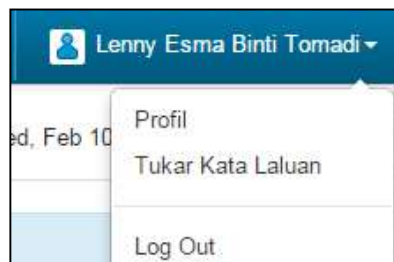 Lenny Esma Binti Tomadi
ed, Feb 10
Profil
Tukar Kata Laluan
Log Out